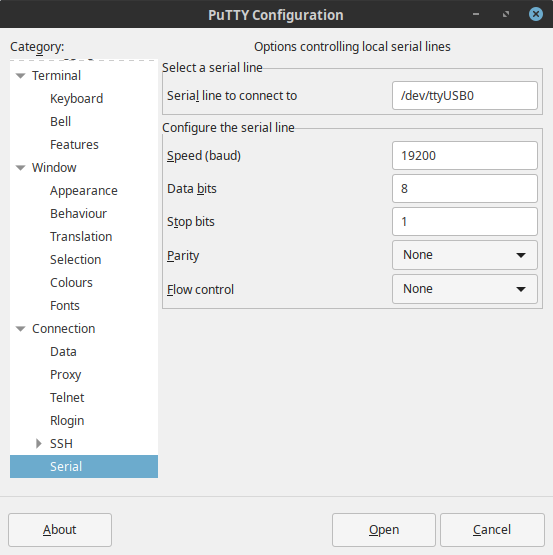 PuTTY Configuration
Category:
Options controlling local serial lines
Terminal
Keyboard
Bell
Features
Window
Appearance
Behaviour
Translation
Selection
Colours
Fonts
Connection
Data
Proxy
Telnet
Rlogin
SSH
Serial
Select a serial line
Serial line to connect to /dev/ttyUSB0
Configure the serial line
Speed (baud) 19200
Data bits 8
Stop bits 1
Parity None
Flow control None
About Open Cancel